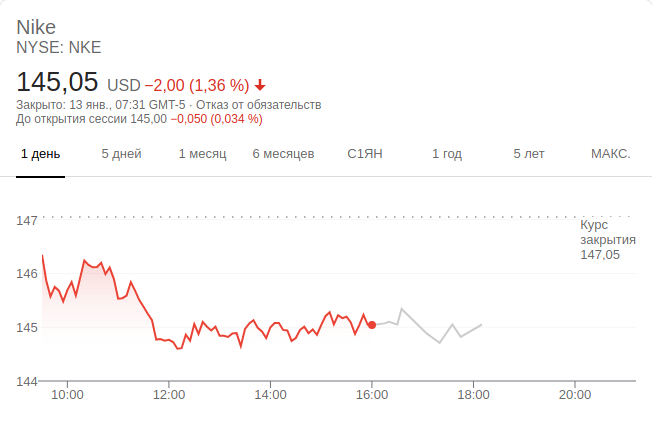 Nike
NYSE: NKE
145,05 USD −2,00 (1,36 %)
Закрыто: 13 янв., 07:31 GMT-5 · Отказ от обязательств
До открытия сессии 145,00 −0,050 (0,034 %)
1 день 5 дней 1 месяц 6 месяцев С1ЯН 1 год 5 лет МАКС.
147
Курс
закрытия
147,05
146
145
144
10:00 12:00 14:00 16:00 18:00 20:00